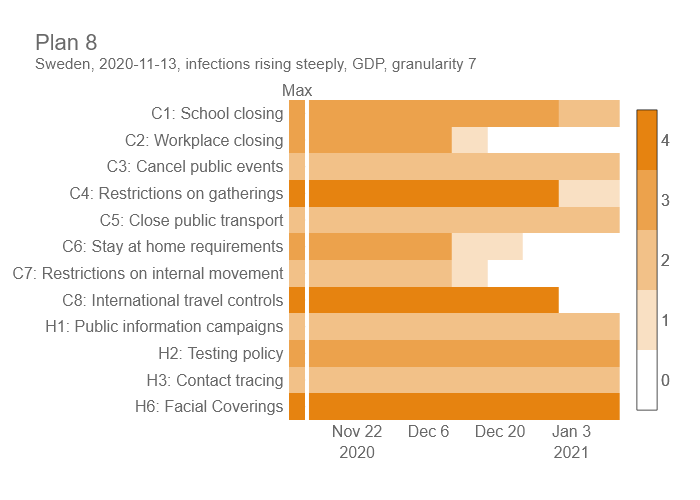 Plan 8
Sweden, 2020-11-13, infections rising steeply, GDP, granularity 7
Max
C1: School closing
C2: Workplace closing
C3: Cancel public events
C4: Restrictions on gatherings
C5: Close public transport
C6: Stay at home requirements
C7: Restrictions on internal movement
C8: International travel controls
H1: Public information campaigns
H2: Testing policy
H3: Contact tracing
H6: Facial Coverings
Nov 22 Dec 6 Dec 20 Jan 3
2020 2021
4
3
2
1
0